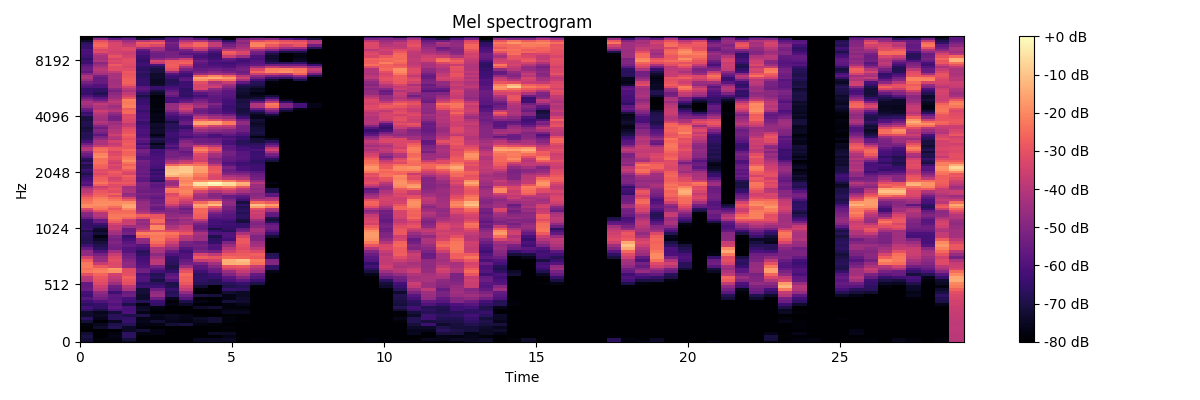 Mel spectrogram
Hz
8192
4096
2048
1024
512
0
0 5 10 15 20 25
Time
+0 dB
-10 dB
-20 dB
-30 dB
-40 dB
-50 dB
-60 dB
-70 dB
-80 dB